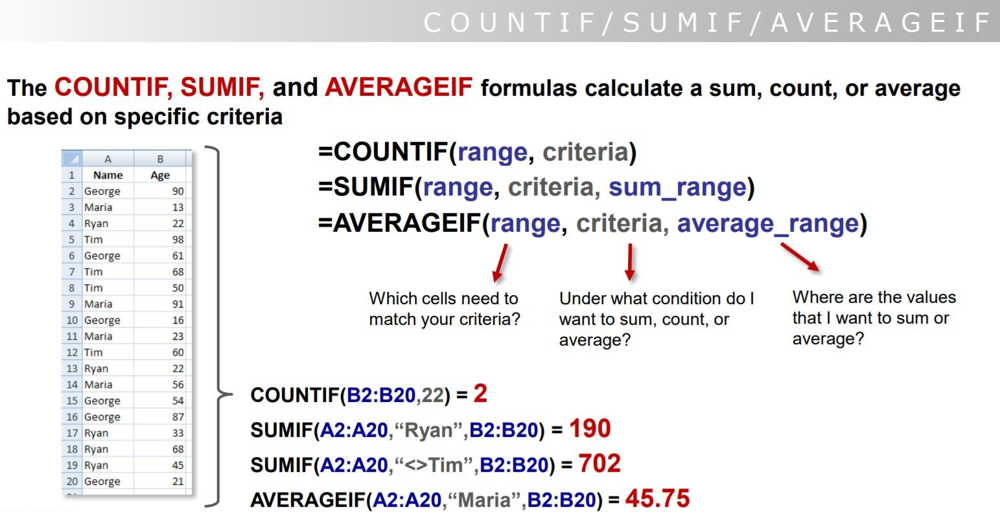 COUNTIF/SUMIF/AVERAGEIF
The COUNTIF, SUMIF, and AVERAGEIF formulas calculate a sum, count, or average
based on specific criteria
A B
1 Name Age
2 George 90
3 Maria 13
4 Ryan 22
5 Tim 98
6 George 61
7 Tim 68
8 Tim 50
9 Maria 91
10 George 16
11 Maria 23
12 Tim 60
13 Ryan 22
14 Maria 56
15 George 54
16 George 87
17 Ryan 33
18 Ryan 68
19 Ryan 45
20 George 21
=COUNTIF(range, criteria)
=SUMIF(range, criteria, sum_range)
=AVERAGEIF(range, criteria, average_range)
Which cells need to
match your criteria?
Under what condition do I
want to sum, count, or
average?
Where are the values
that I want to sum or
average?
COUNTIF(B2:B20,22) = 2
SUMIF(A2:A20,“Ryan”,B2:B20) = 190
SUMIF(A2:A20,“<>Tim”,B2:B20) = 702
AVERAGEIF(A2:A20,“Maria”,B2:B20) = 45.75